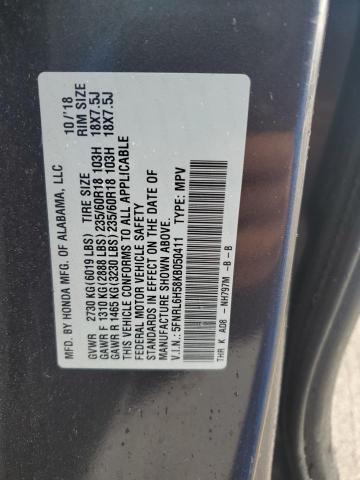 MFD. BY HONDA MFG. OF ALABAMA, LLC 10/'18
GVWR 2730 KG(6019 LBS) TIRE SIZE RIM SIZE
GAWR F 1310 KG(2888 LBS) 235/60R18 103H 18X7.5J
GAWR R 1465 KG(3230 LBS) 235/60R18 103H 18X7.5J
THIS VEHICLE CONFORMS TO ALL APPLICABLE
FEDERAL MOTOR VEHICLE SAFETY STANDARDS IN EFFECT ON THE DATE OF
MANUFACTURE SHOWN ABOVE.
V.I.N.: 5FNRL6H58KB050411 TYPE: MPV
THR K A08 -NH797M -B -B